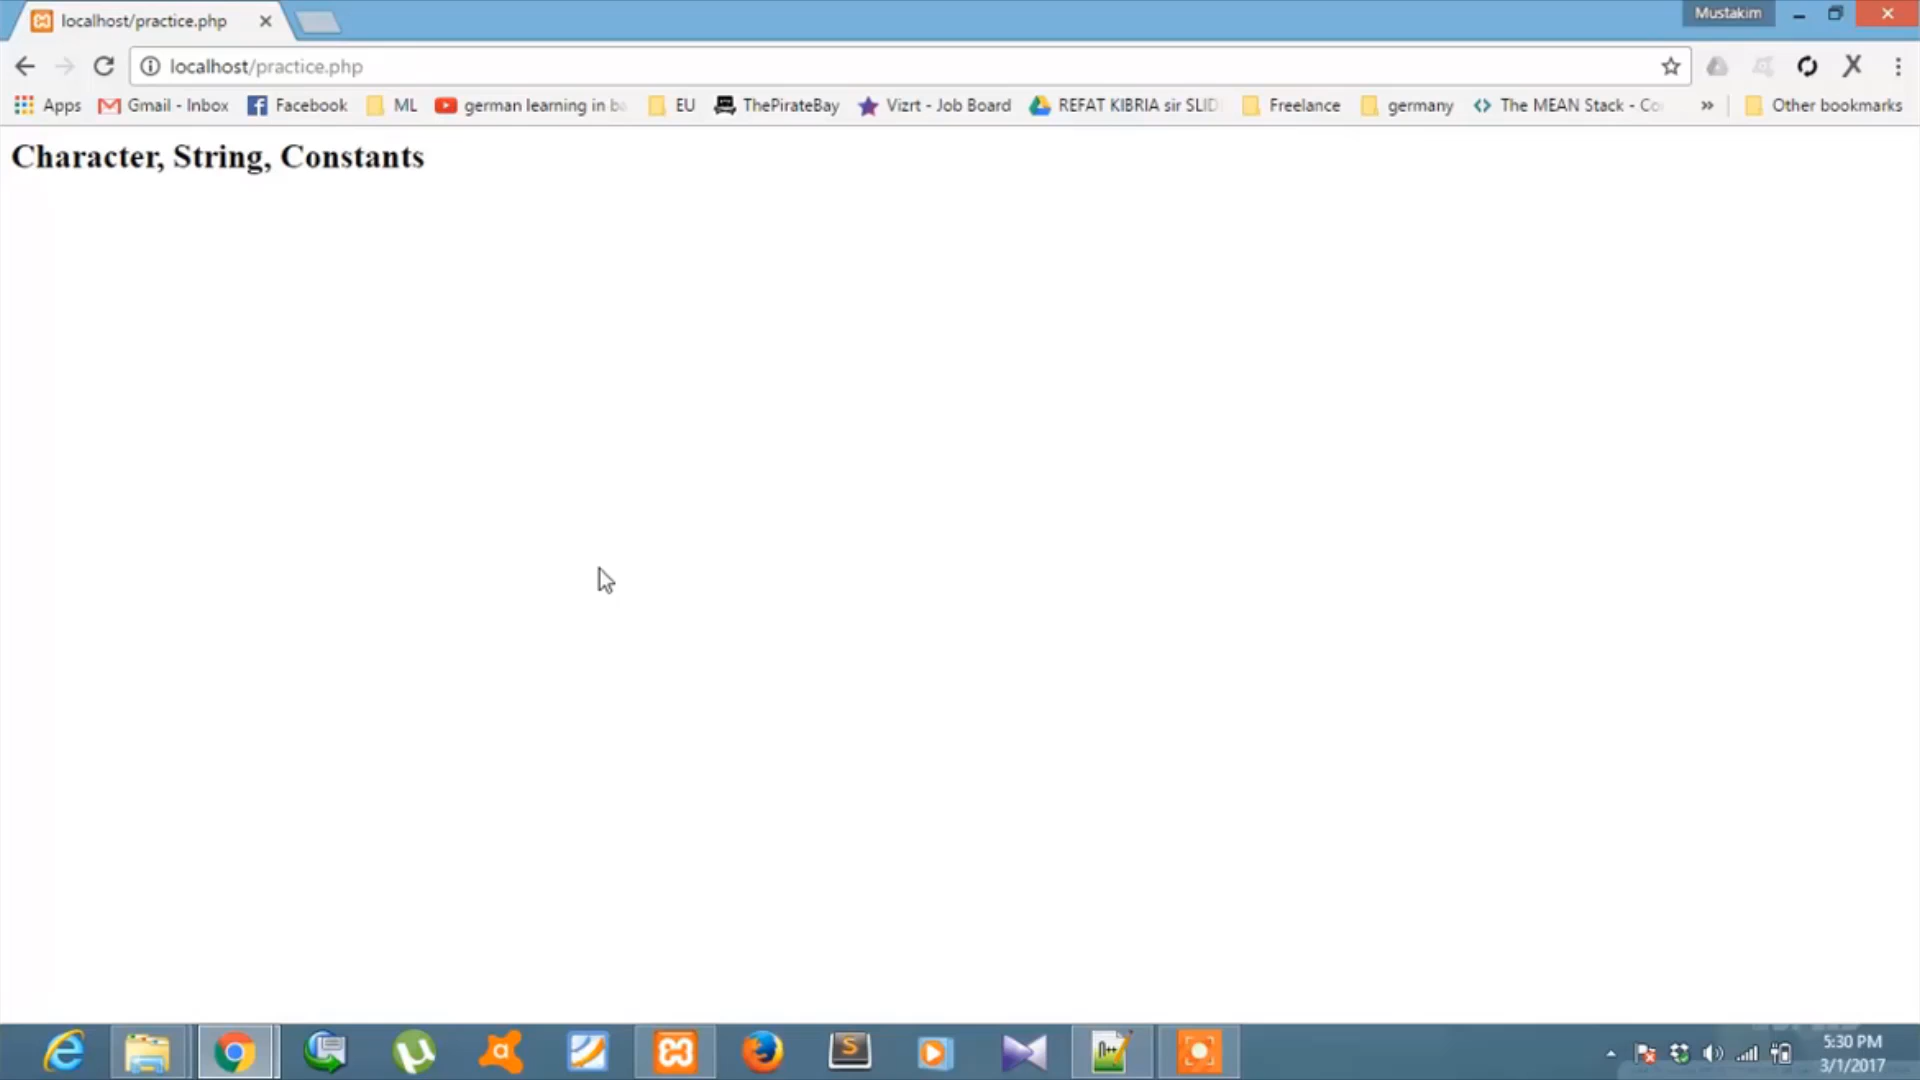 localhost/practice.php
Mustakim
localhost/practice.php
Apps Gmail - Inbox Facebook ML german learning in ba EU ThePirateBay Vizrt - Job Board REFAT KIBRIA sir SLID Freelance germany The MEAN Stack - Co » Other bookmarks
Character, String, Constants
5:30 PM
3/1/2017